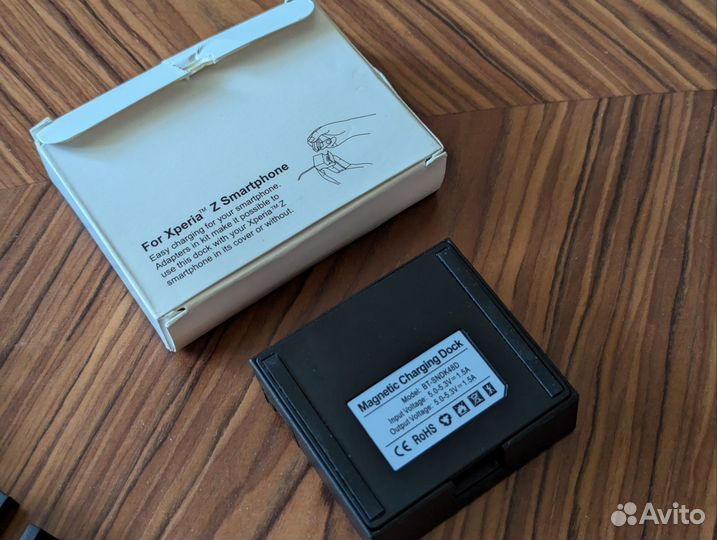 For Xperia™ Z Smartphone
Easy charging for your smartphone.
Adapters in kit make it possible to
use this dock with your Xperia™ Z
smartphone in its cover or without.
Magnetic Charging Dock
Model: BT-SNDK48D
Input Voltage: 5.0-5.3V⎓1.5A
Output Voltage: 5.0-5.3V⎓1.5A
CE RoHS
Avito